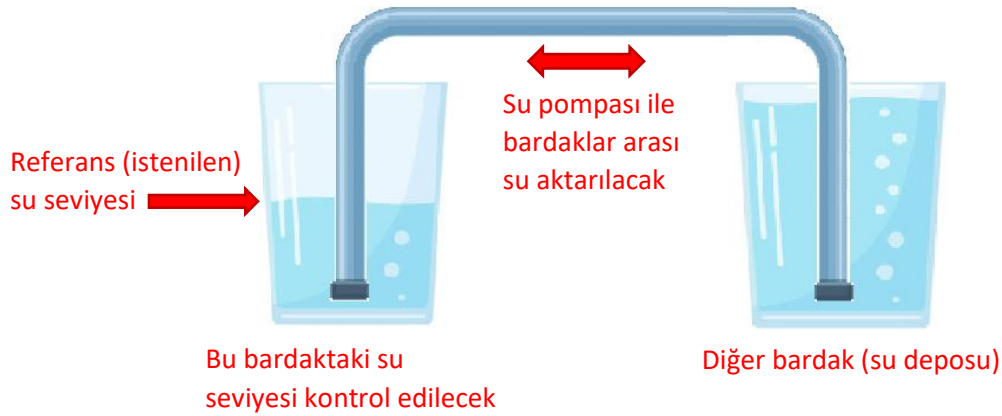 Su pompası ile
bardaklar arası
su aktarılacak
Referans (istenilen)
su seviyesi
Bu bardaktaki su
seviyesi kontrol edilecek
Diğer bardak (su deposu)